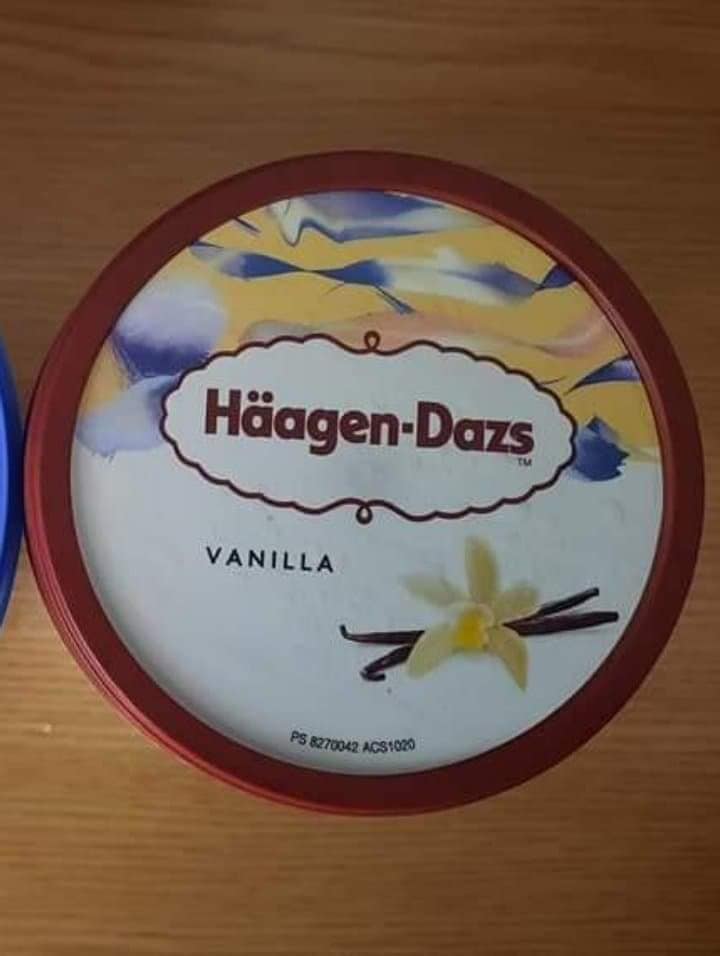 Häagen-Dazs
TM
VANILLA
PS 8270042 ACS1020